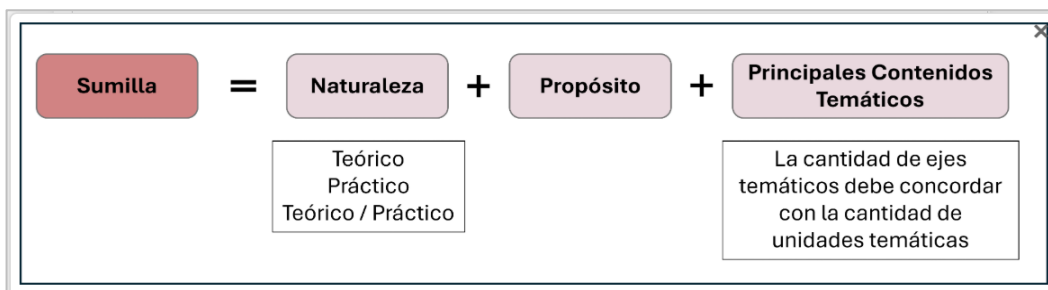 Sumilla = Naturaleza + Propósito + Principales Contenidos
Temáticos
Teórico
Práctico
Teórico / Práctico
La cantidad de ejes
temáticos debe concordar
con la cantidad de
unidades temáticas